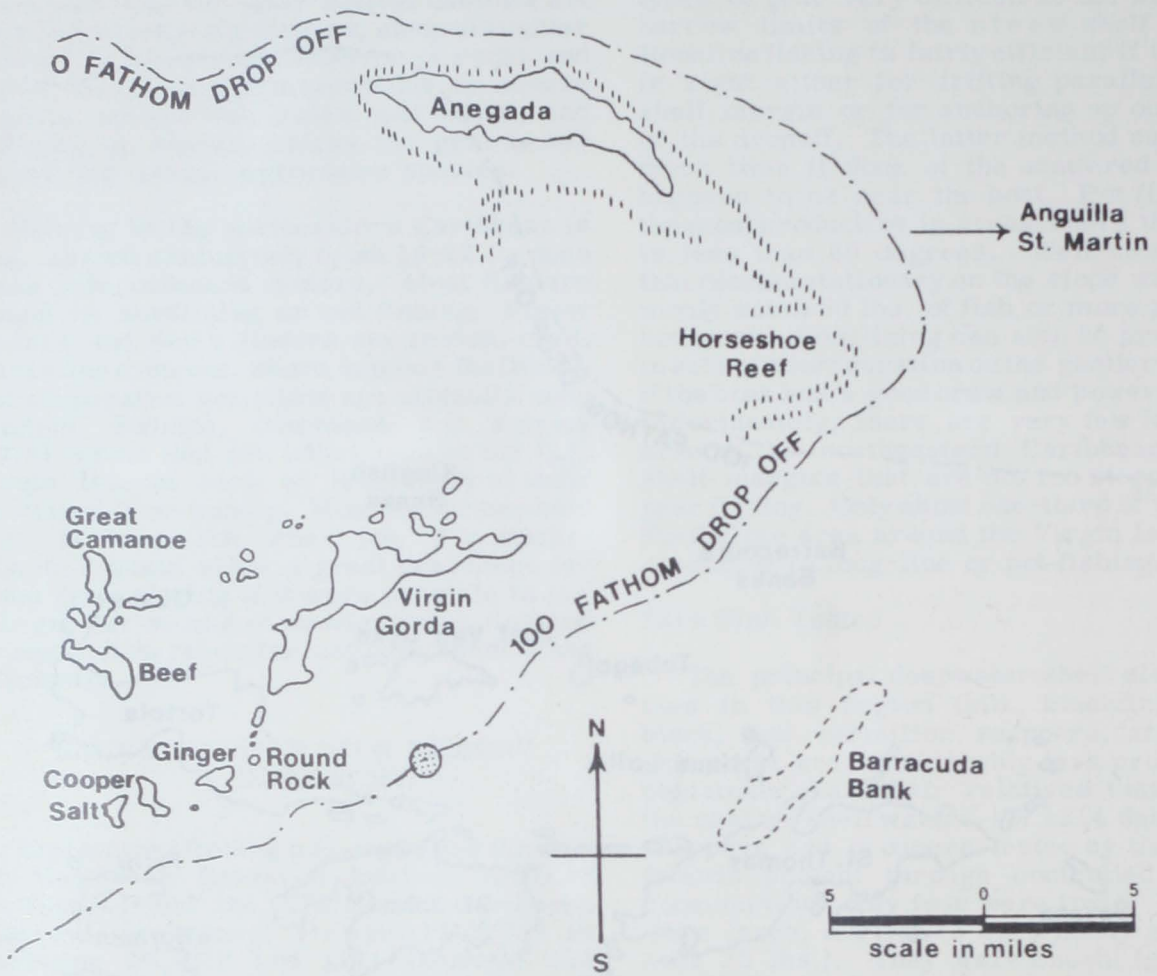 O FATHOM DROP OFF
Anegada
Anguilla
St. Martin
Horseshoe
Reef
Great
Camanoe
Virgin
Gorda
100 FATHOM DROP OFF
Beef
N
Ginger
Round
Rock
Cooper
Salt
Barracuda
Bank
5 0 5
scale in miles
S